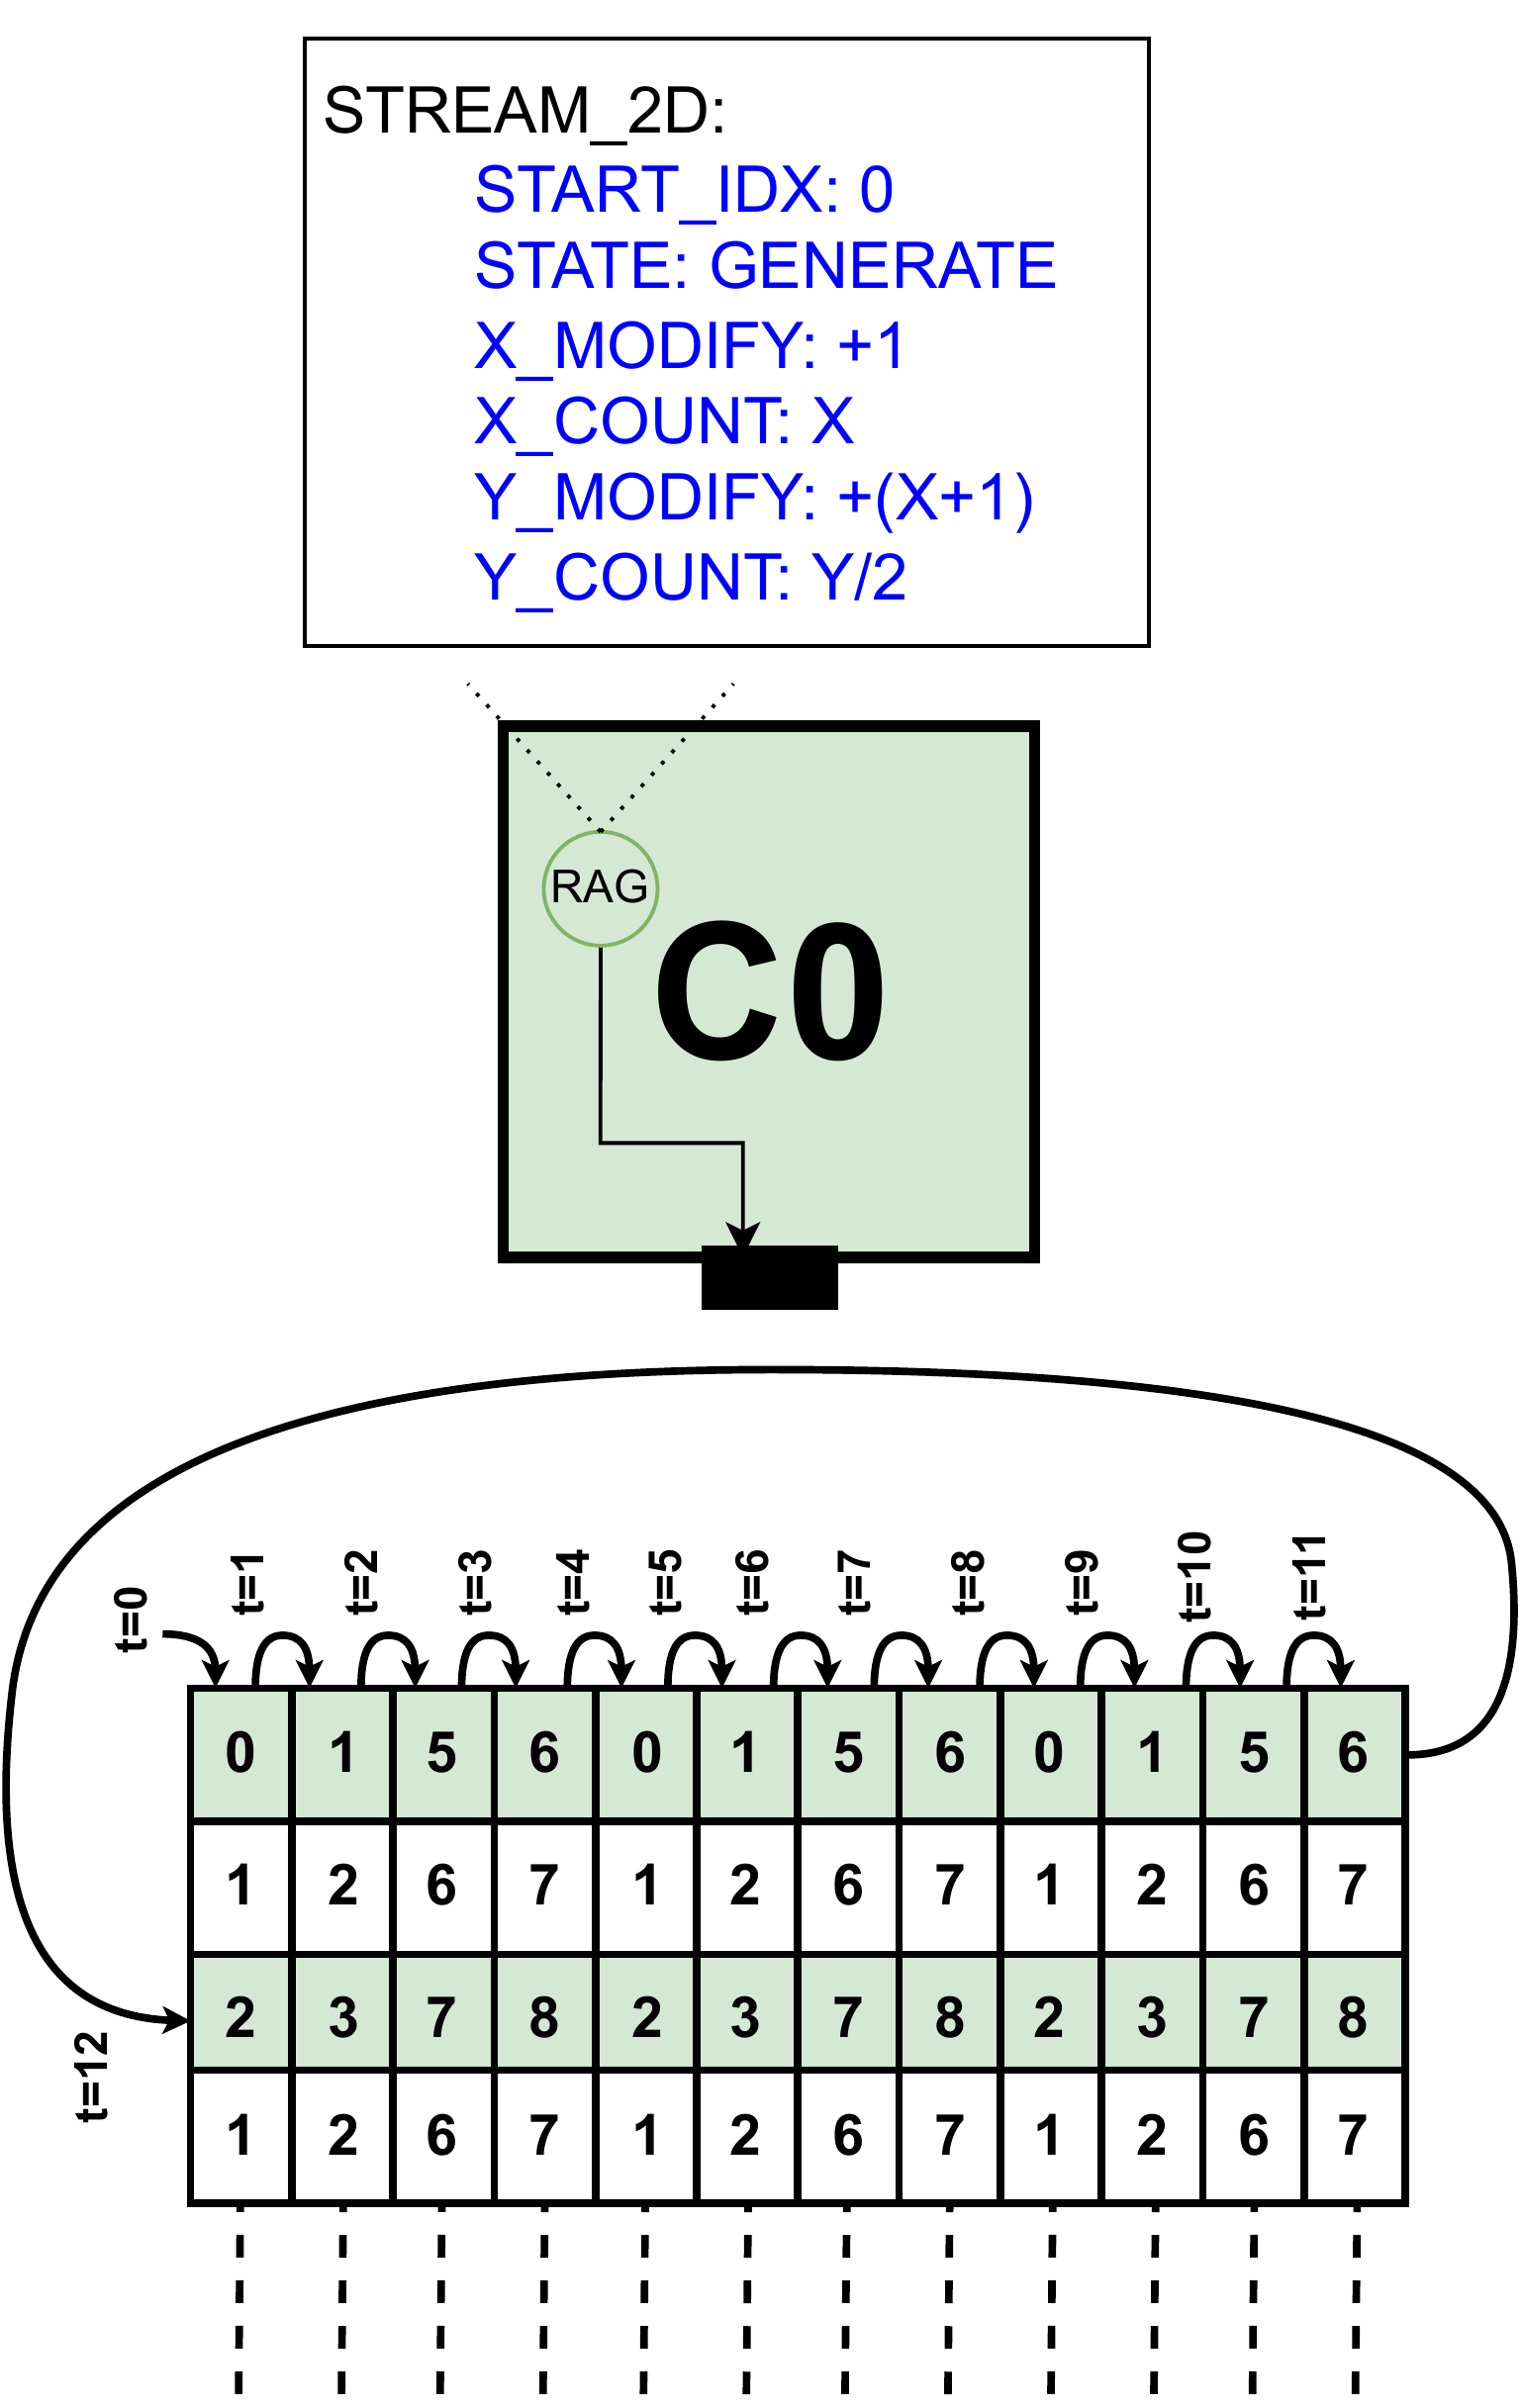 STREAM_2D:
START_IDX: 0
STATE: GENERATE
X_MODIFY: +1
X_COUNT: X
Y_MODIFY: +(X+1)
Y_COUNT: Y/2
RAG
C0
t=0 t=1 t=2 t=3 t=4 t=5 t=6 t=7 t=8 t=9 t=10 t=11
0 1 5 6 0 1 5 6 0 1 5 6
1 2 6 7 1 2 6 7 1 2 6 7
2 3 7 8 2 3 7 8 2 3 7 8
t=12
1 2 6 7 1 2 6 7 1 2 6 7